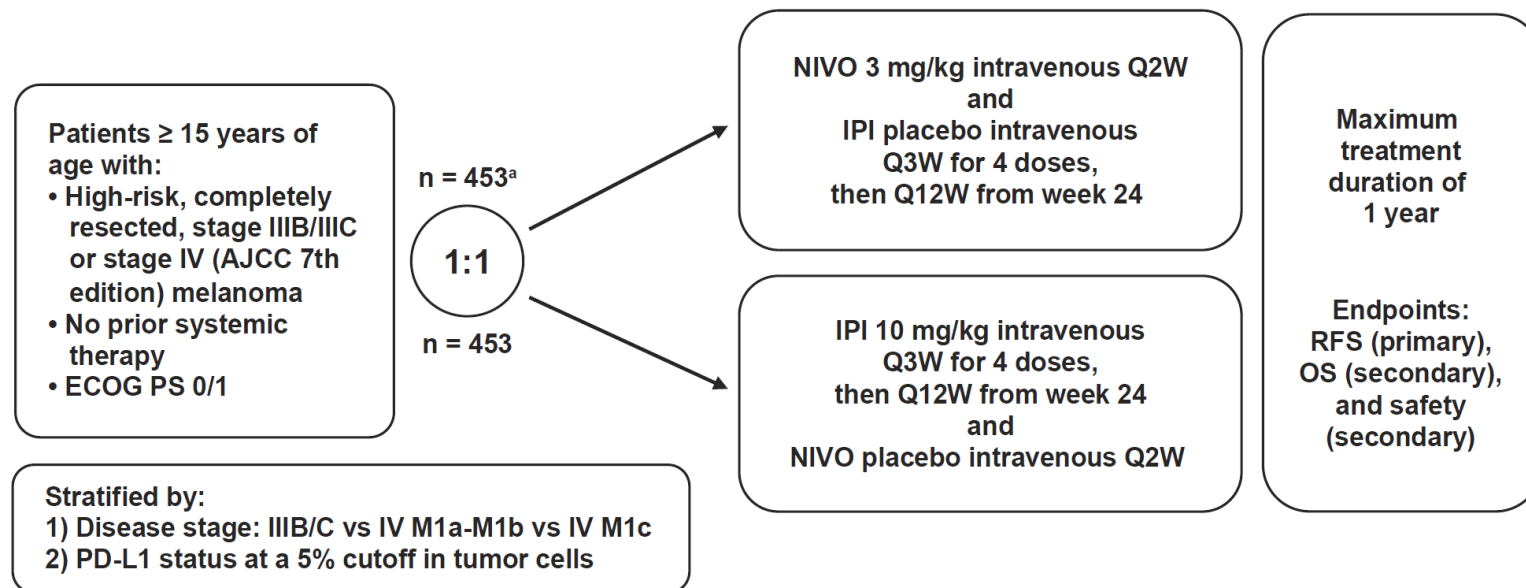 Patients ≥ 15 years of
age with:
• High-risk, completely
resected, stage IIIB/IIIC
or stage IV (AJCC 7th
edition) melanoma
• No prior systemic
therapy
• ECOG PS 0/1
n = 453ᵃ
1:1
n = 453
NIVO 3 mg/kg intravenous Q2W
and
IPI placebo intravenous
Q3W for 4 doses,
then Q12W from week 24
IPI 10 mg/kg intravenous
Q3W for 4 doses,
then Q12W from week 24
and
NIVO placebo intravenous Q2W
Maximum
treatment
duration of
1 year
Endpoints:
RFS (primary),
OS (secondary),
and safety
(secondary)
Stratified by:
1) Disease stage: IIIB/C vs IV M1a-M1b vs IV M1c
2) PD-L1 status at a 5% cutoff in tumor cells